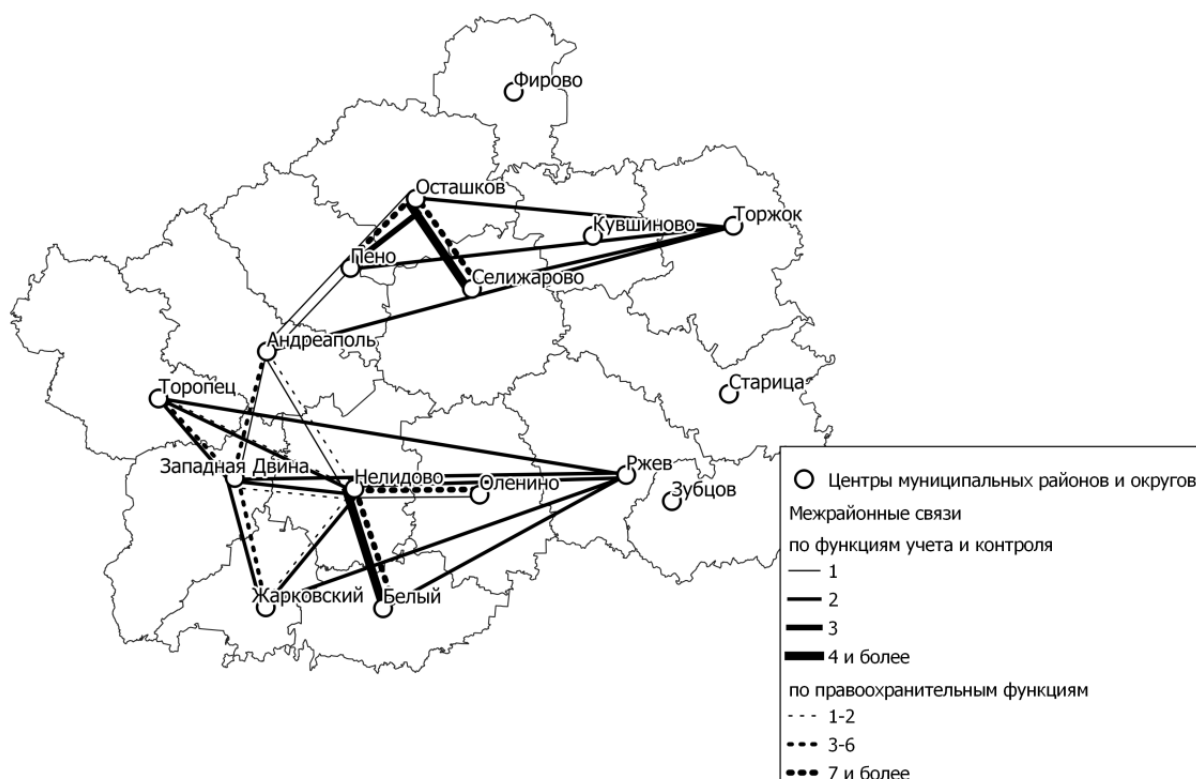 Фирово
Осташков
Кувшиново
Торжок
Пено
Селижарово
Андреаполь
Торопец
Старица
Западная Двина
Нелидово
Оленино
Ржев
Зубцов
Жарковский
Белый
Центры муниципальных районов и округов
Межрайонные связи
по функциям учета и контроля
1
2
3
4 и более
по правоохранительным функциям
1-2
3-6
7 и более